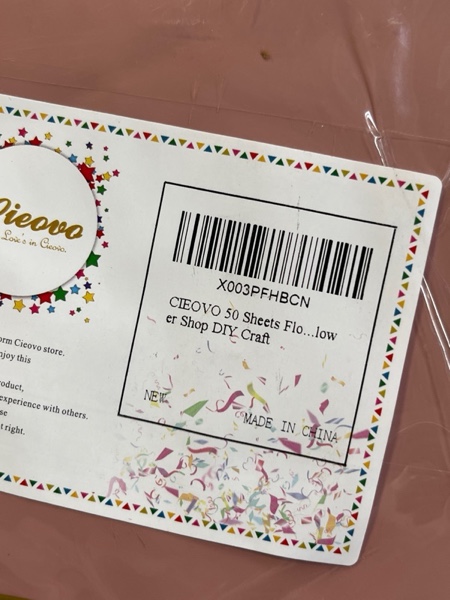 Cieovo
Love's in Cieovo.
X003PFHBCN
CIEOVO 50 Sheets Flo...low
er Shop DIY Craft
NEW
MADE IN CHINA
orm Cieovo store.
njoy this
roduct,
experience with others.
se
t right.